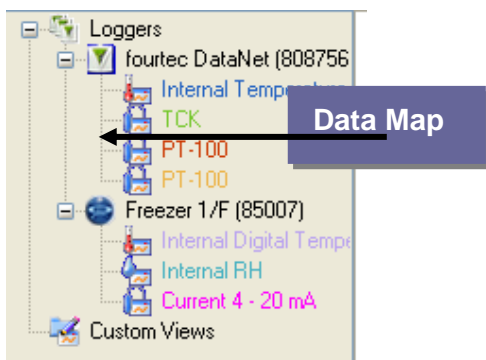 Loggers
fourtec DataNet (808756
Internal Temperature
TCK
Data Map
PT-100
PT-100
Freezer 1/F (85007)
Internal Digital Tempe
Internal RH
Current 4 - 20 mA
Custom Views